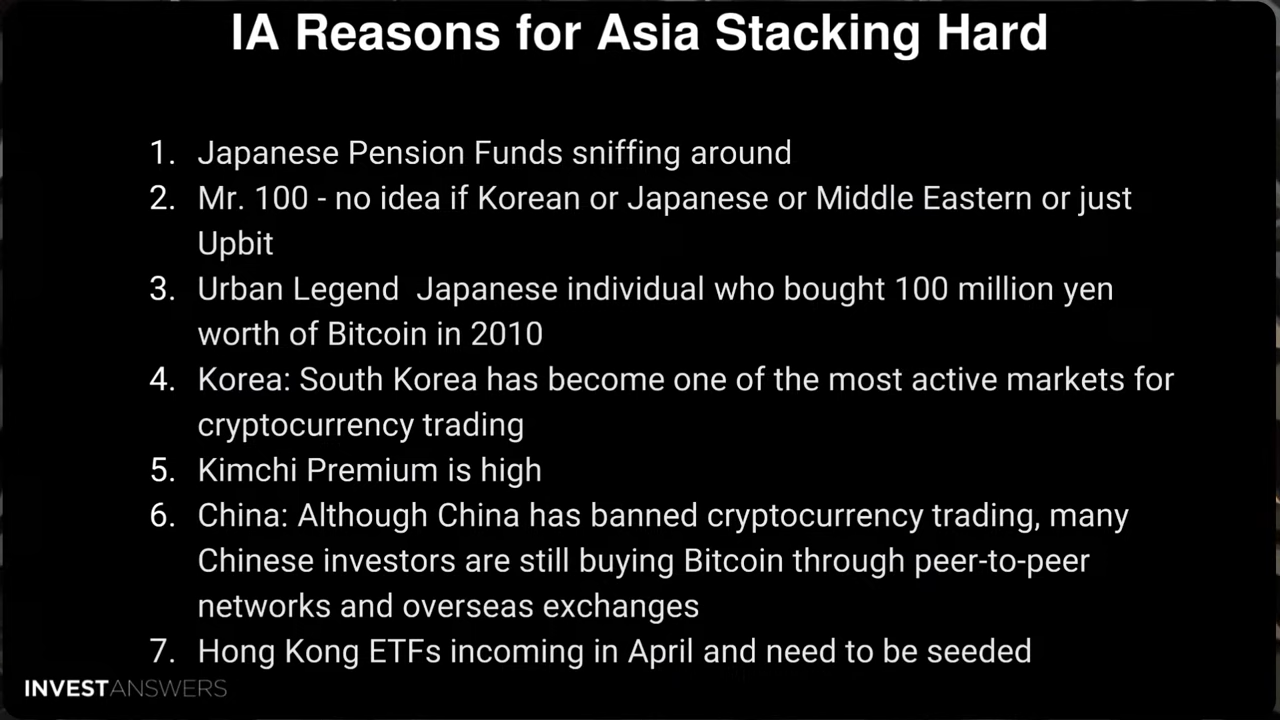 IA Reasons for Asia Stacking Hard
1. Japanese Pension Funds sniffing around
2. Mr. 100 - no idea if Korean or Japanese or Middle Eastern or just
Upbit
3. Urban Legend  Japanese individual who bought 100 million yen
worth of Bitcoin in 2010
4. Korea: South Korea has become one of the most active markets for
cryptocurrency trading
5. Kimchi Premium is high
6. China: Although China has banned cryptocurrency trading, many
Chinese investors are still buying Bitcoin through peer-to-peer
networks and overseas exchanges
7. Hong Kong ETFs incoming in April and need to be seeded
INVESTANSWERS